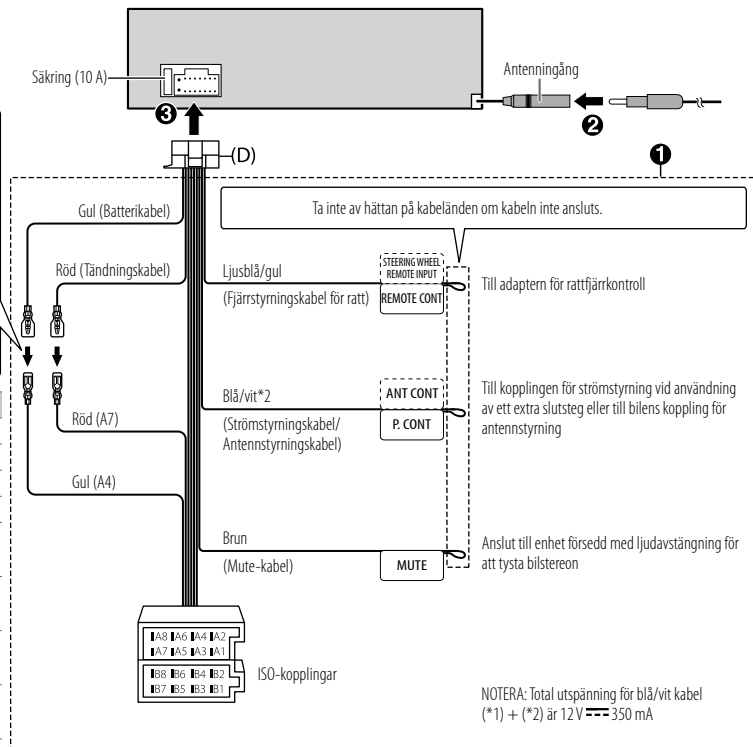 Säkring (10 A)
Antenningång
❸
❷
(D)
❶
Gul (Batterikabel)
Ta inte av hättan på kabeländen om kabeln inte ansluts.
Röd (Tändningskabel)
Ljusblå/gul
(Fjärrstyrningskabel för ratt)
STEERING WHEEL
REMOTE INPUT
REMOTE CONT
Till adaptern för rattfjärrkontroll
Blå/vit*2
(Strömstyrningskabel/
Antennstyrningskabel)
ANT CONT
P. CONT
Till kopplingen för strömstyrning vid användning
av ett extra slutsteg eller till bilens koppling för
antennstyrning
Röd (A7)
Gul (A4)
Brun
(Mute-kabel)
MUTE
Anslut till enhet försedd med ljudavstängning för
att tysta bilstereon
A8 A6 A4 A2
A7 A5 A3 A1
B8 B6 B4 B2
B7 B5 B3 B1
ISO-kopplingar
NOTERA: Total utspänning för blå/vit kabel
(*1) + (*2) är 12 V ⎓ 350 mA